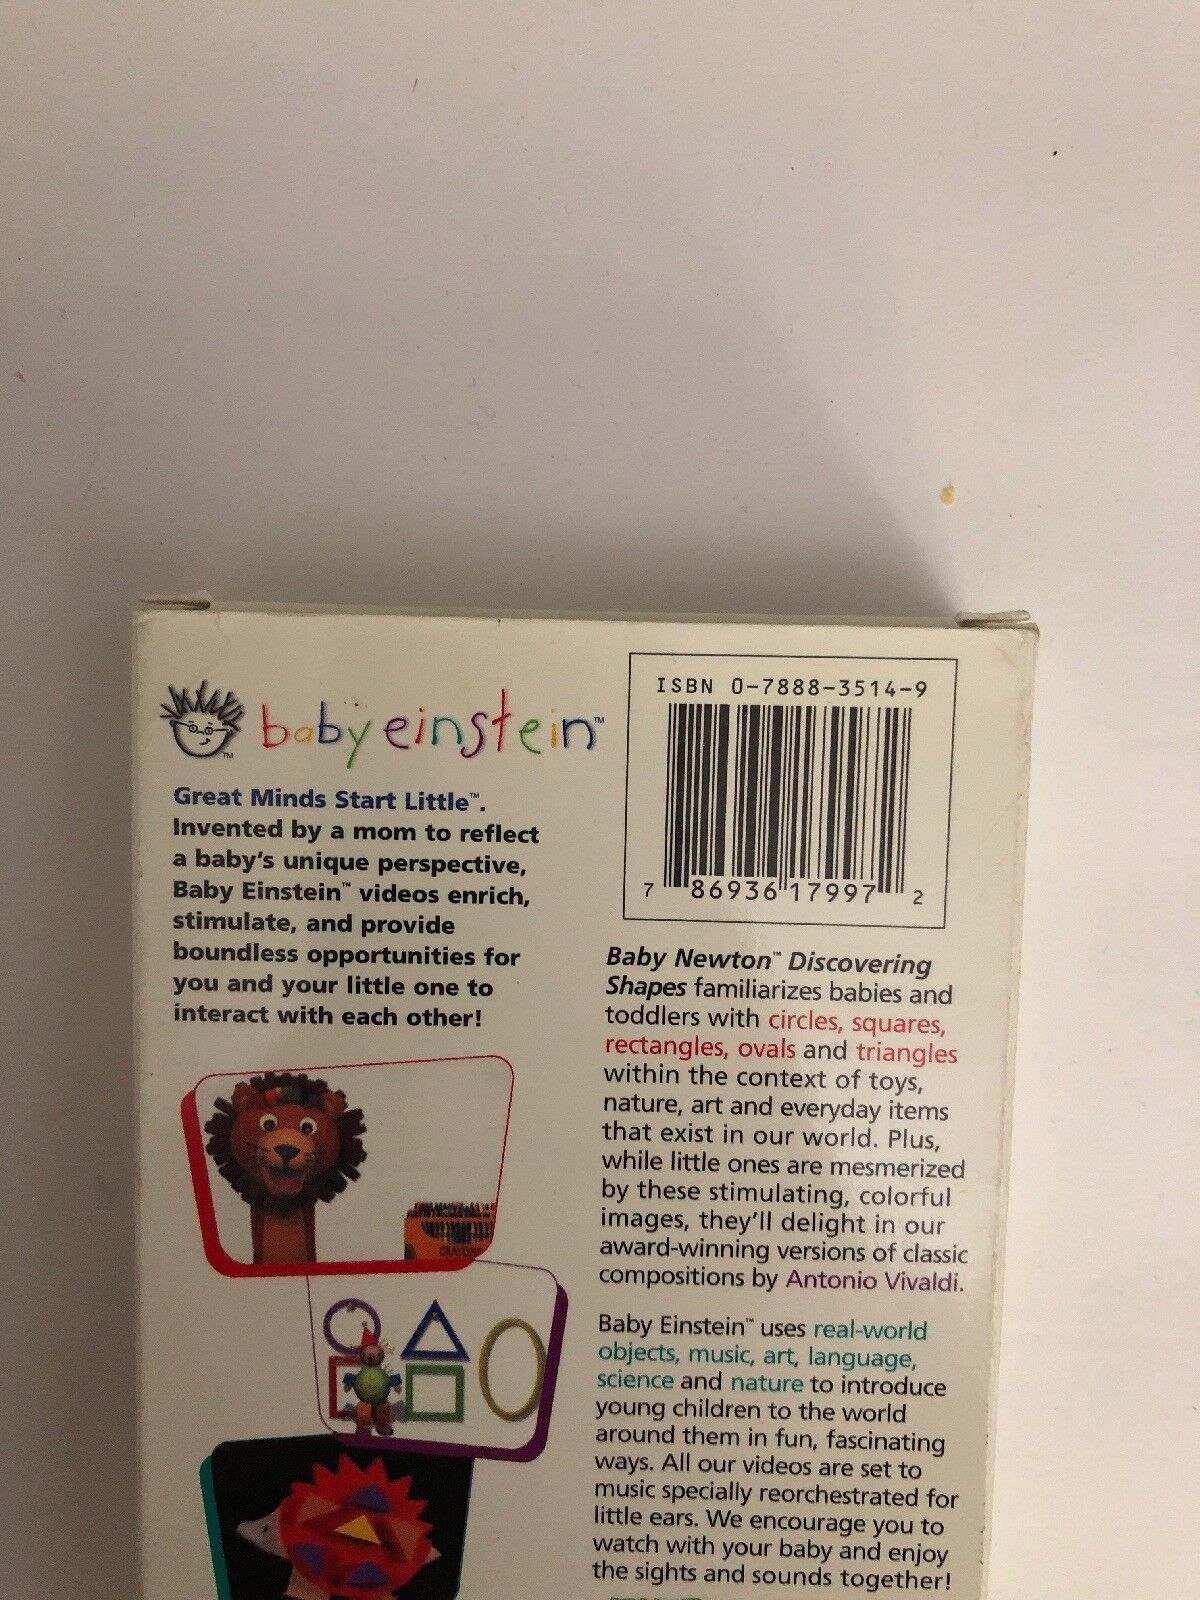 baby einstein™
Great Minds Start Little™.
Invented by a mom to reflect
a baby's unique perspective,
Baby Einstein™ videos enrich,
stimulate, and provide
boundless opportunities for
you and your little one to
interact with each other!
ISBN 0-7888-3514-9
7 86936 17997 2
Baby Newton™ Discovering
Shapes familiarizes babies and
toddlers with circles, squares,
rectangles, ovals and triangles
within the context of toys,
nature, art and everyday items
that exist in our world. Plus,
while little ones are mesmerized
by these stimulating, colorful
images, they'll delight in our
award-winning versions of classic
compositions by Antonio Vivaldi.
Baby Einstein™ uses real-world
objects, music, art, language,
science and nature to introduce
young children to the world
around them in fun, fascinating
ways. All our videos are set to
music specially reorchestrated for
little ears. We encourage you to
watch with your baby and enjoy
the sights and sounds together!